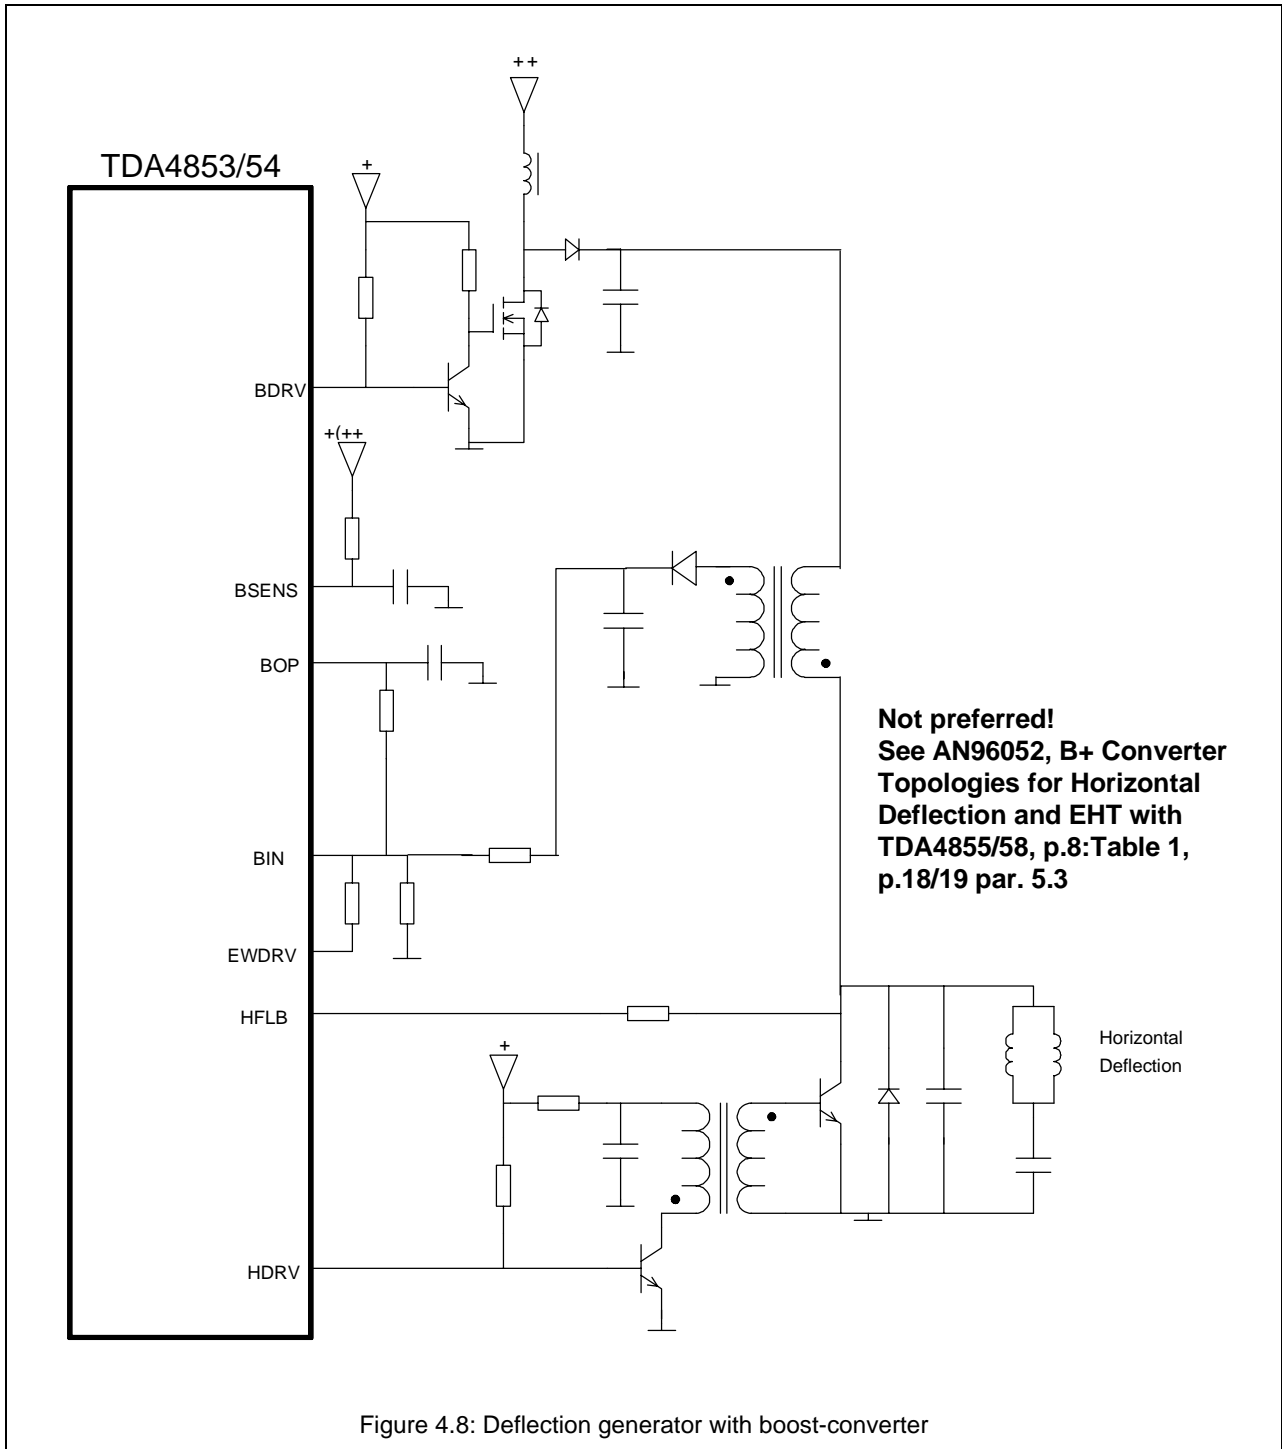 ++
TDA4853/54
+
BDRV
+(++
BSENS
BOP
Not preferred!
See AN96052, B+ Converter
Topologies for Horizontal
Deflection and EHT with
TDA4855/58, p.8:Table 1,
p.18/19 par. 5.3
BIN
EWDRV
HFLB
Horizontal
Deflection
+
HDRV
Figure 4.8: Deflection generator with boost-converter